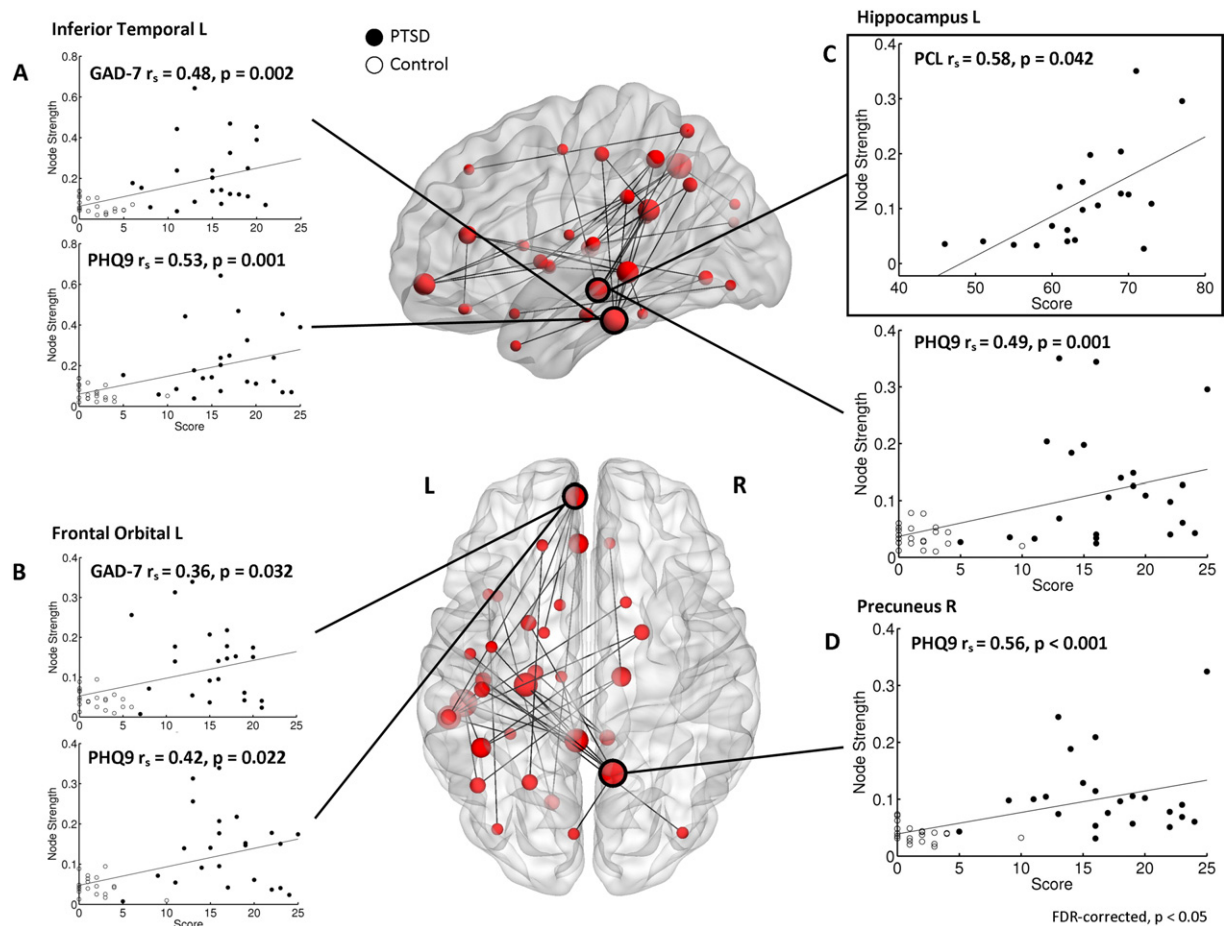 Inferior Temporal L
A
GAD-7 rs = 0.48, p = 0.002
Node Strength
0.8
0.6
0.4
0.2
0
0 5 10 15 20 25
PHQ9 rs = 0.53, p = 0.001
Node Strength
0.8
0.6
0.4
0.2
0
0 5 10 15 20 25
Score
PTSD
Control
Hippocampus L
C
PCL rs = 0.58, p = 0.042
Node Strength
0.4
0.3
0.2
0.1
0
40 50 60 70 80
Score
PHQ9 rs = 0.49, p = 0.001
Node Strength
0.4
0.3
0.2
0.1
0
0 5 10 15 20 25
Score
L
R
Frontal Orbital L
B
GAD-7 rs = 0.36, p = 0.032
Node Strength
0.4
0.3
0.2
0.1
0
0 5 10 15 20 25
PHQ9 rs = 0.42, p = 0.022
Node Strength
0.4
0.3
0.2
0.1
0
0 5 10 15 20 25
Score
Precuneus R
D
PHQ9 rs = 0.56, p < 0.001
Node Strength
0.4
0.3
0.2
0.1
0
0 5 10 15 20 25
Score
FDR-corrected, p < 0.05